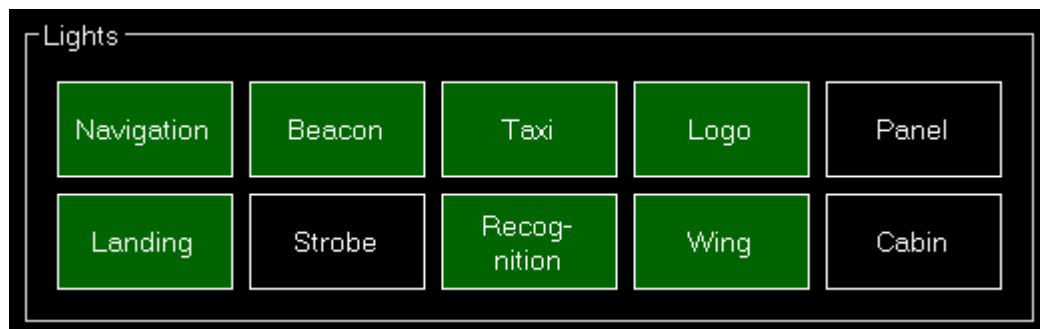 Lights
Navigation
Beacon
Taxi
Logo
Panel
Landing
Strobe
Recog-
nition
Wing
Cabin